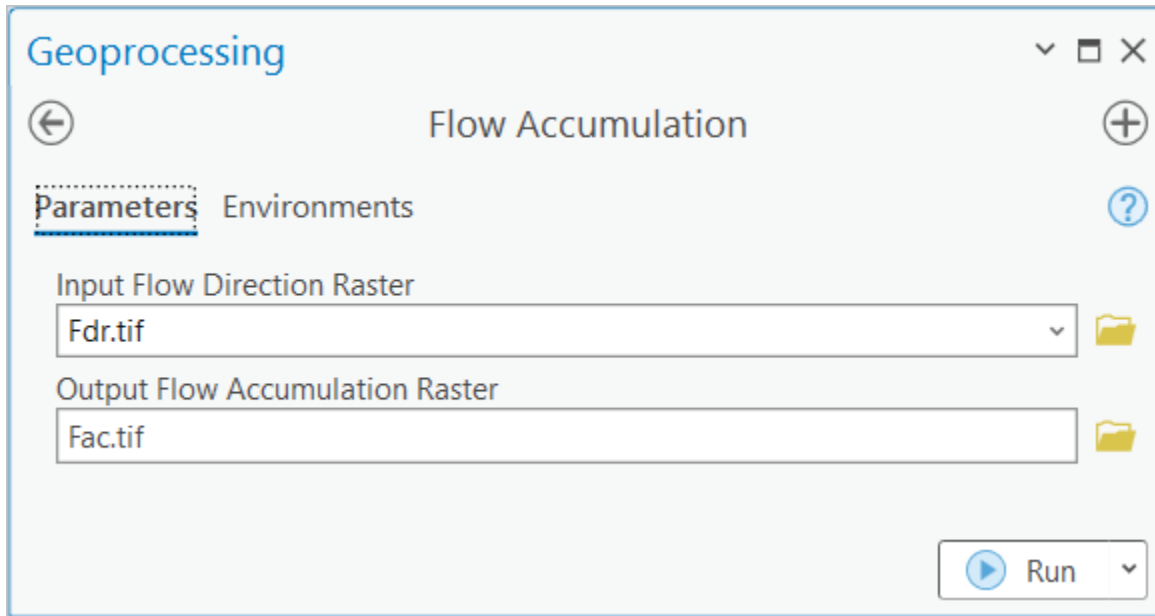 Geoprocessing
Flow Accumulation
Parameters Environments
Input Flow Direction Raster
Fdr.tif
Output Flow Accumulation Raster
Fac.tif
Run